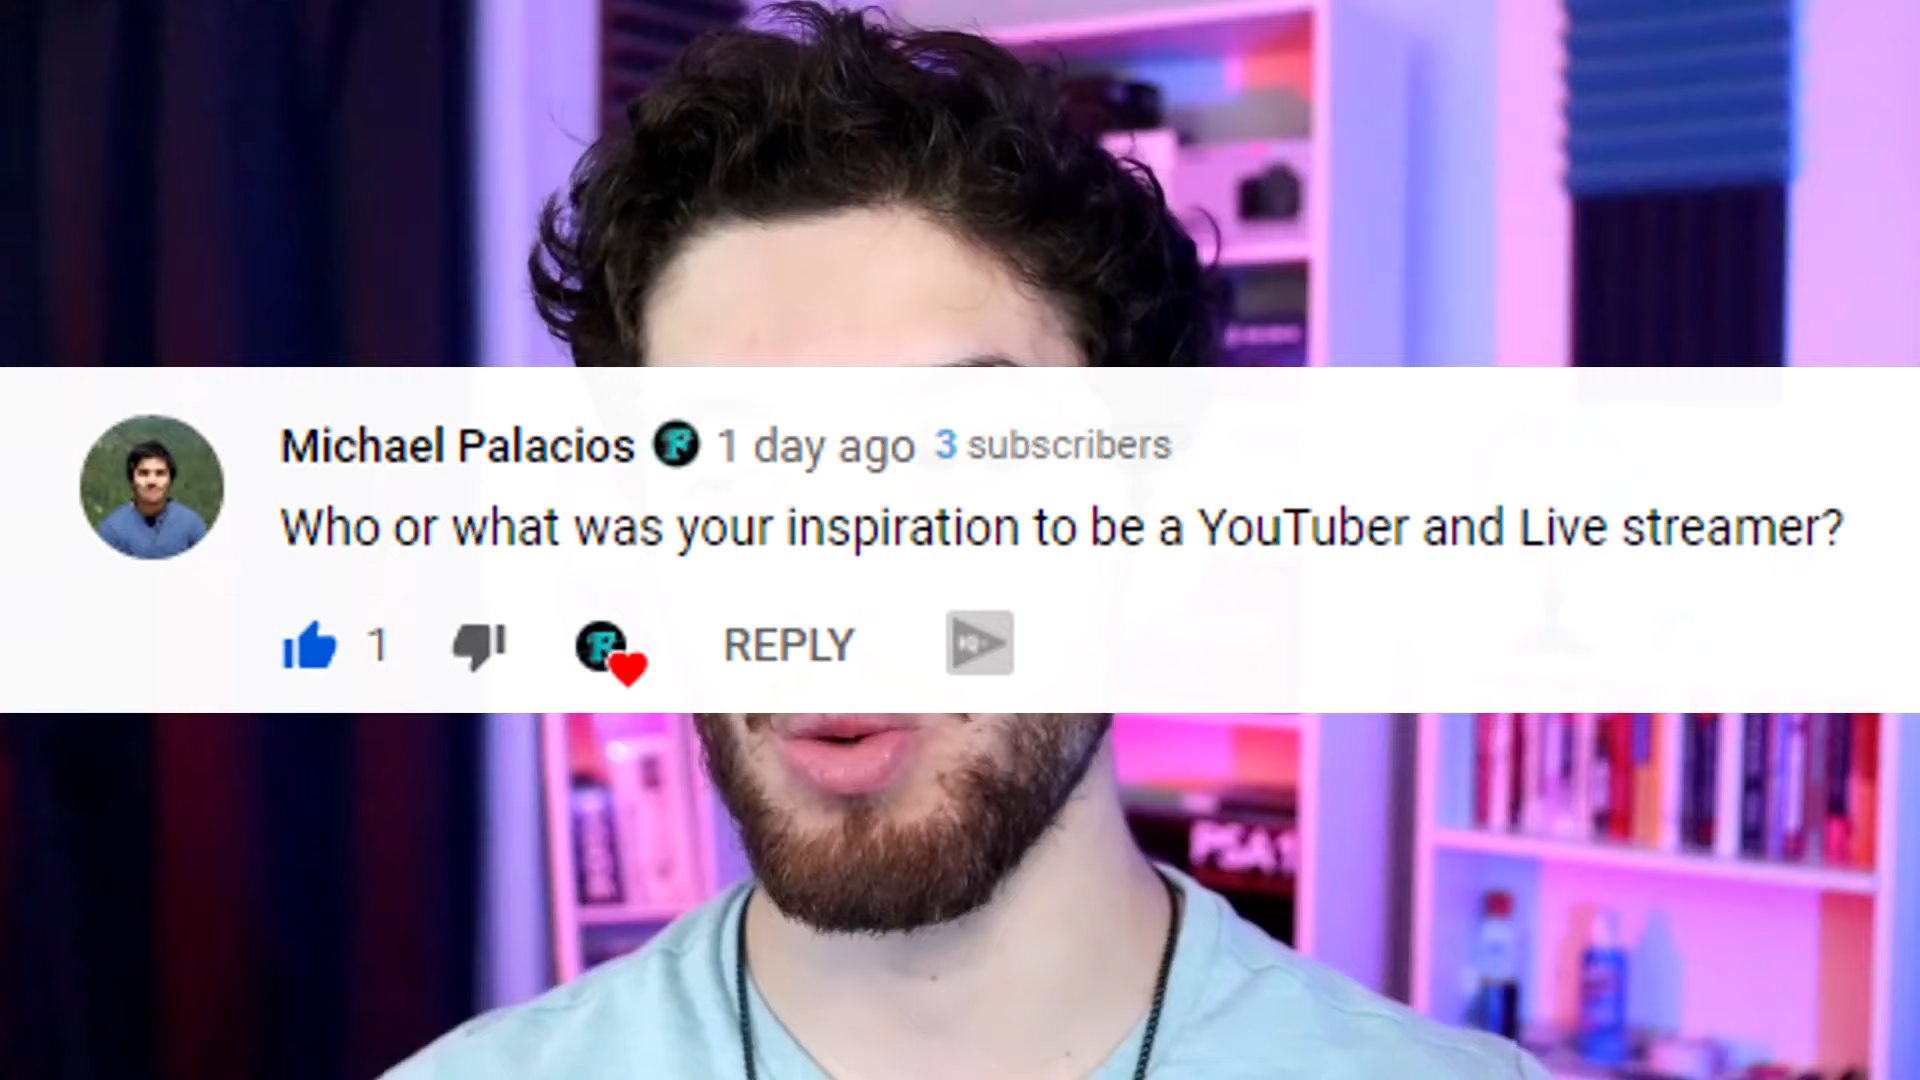 Michael Palacios 1 day ago 3 subscribers
Who or what was your inspiration to be a YouTuber and Live streamer?
1 REPLY